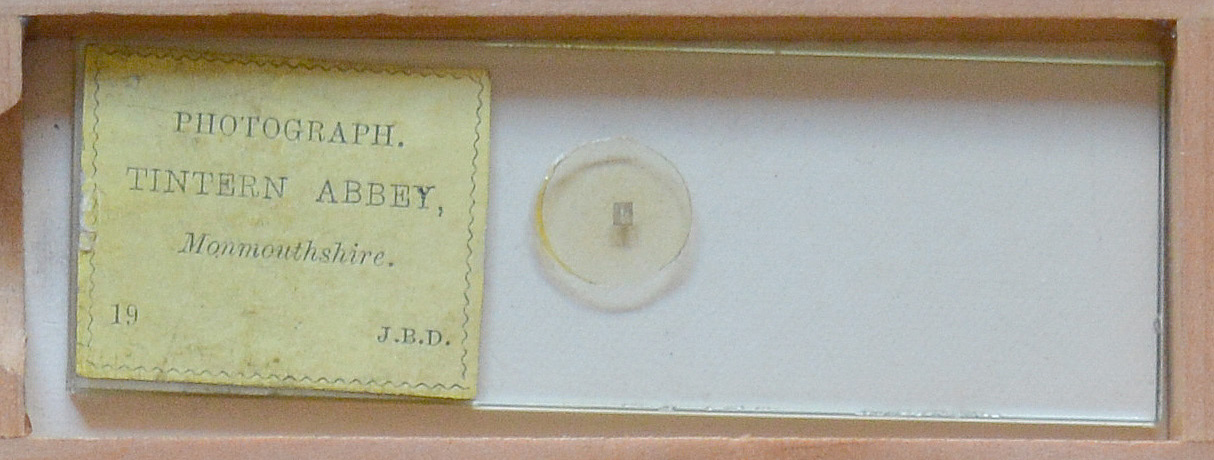 PHOTOGRAPH.
TINTERN ABBEY,
Monmouthshire.
19 J.B.D.